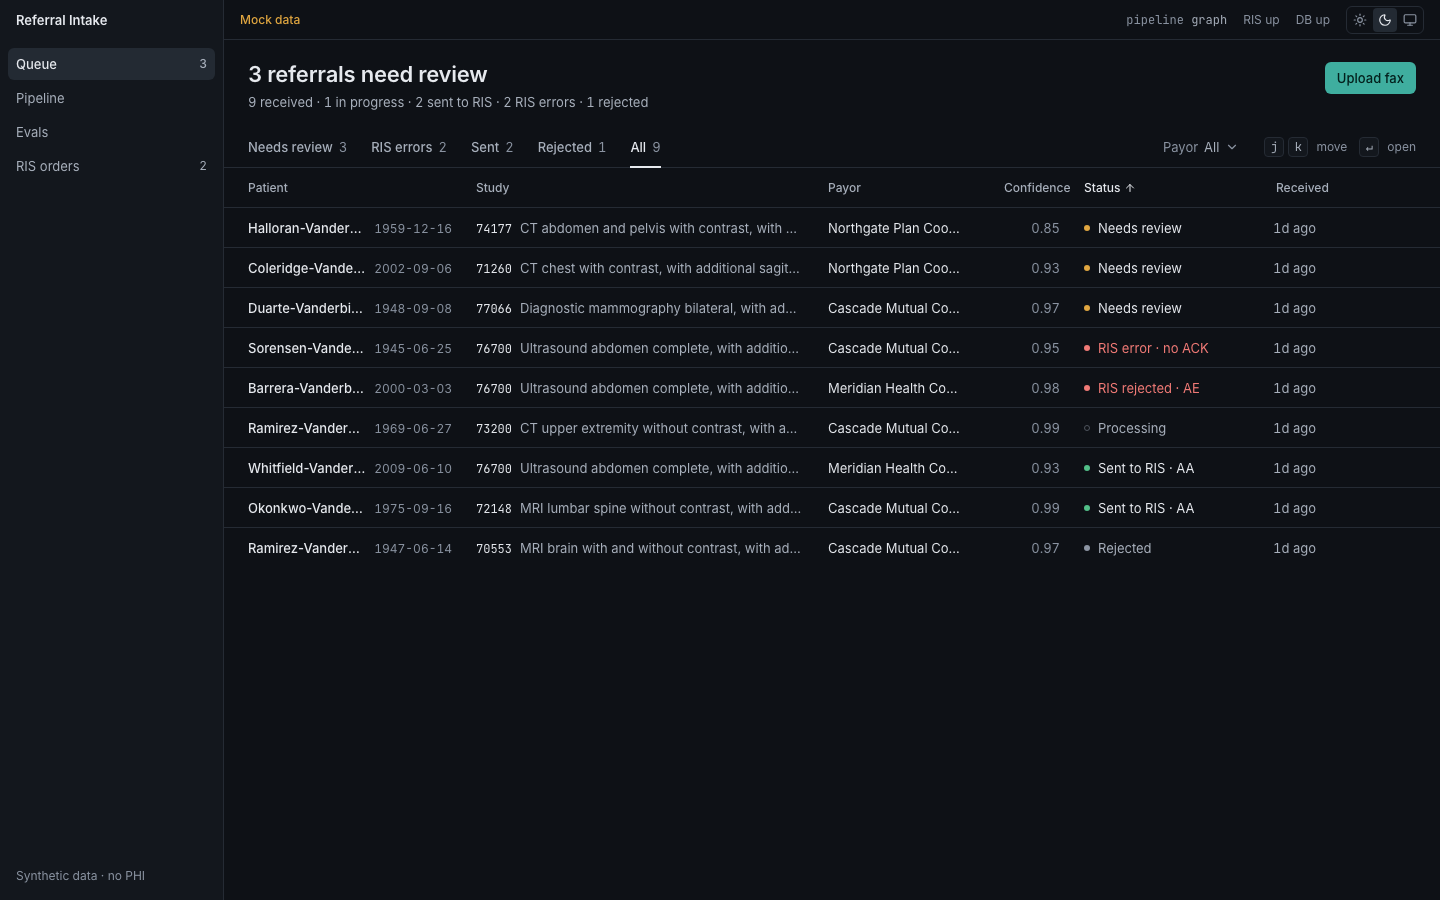 Referral Intake
Queue 3
Pipeline
Evals
RIS orders 2
Synthetic data · no PHI
Mock data
pipeline graph RIS up DB up
3 referrals need review
9 received · 1 in progress · 2 sent to RIS · 2 RIS errors · 1 rejected
Upload fax
Needs review 3 RIS errors 2 Sent 2 Rejected 1 All 9 Payor All j k move ↵ open
Patient Study Payor Confidence Status ↑ Received
Halloran-Vander... 1959-12-16 74177 CT abdomen and pelvis with contrast, with ... Northgate Plan Coo... 0.85 Needs review 1d ago
Coleridge-Vande... 2002-09-06 71260 CT chest with contrast, with additional sagit... Northgate Plan Coo... 0.93 Needs review 1d ago
Duarte-Vanderbi... 1948-09-08 77066 Diagnostic mammography bilateral, with ad... Cascade Mutual Co... 0.97 Needs review 1d ago
Sorensen-Vande... 1945-06-25 76700 Ultrasound abdomen complete, with additio... Cascade Mutual Co... 0.95 RIS error · no ACK 1d ago
Barrera-Vanderb... 2000-03-03 76700 Ultrasound abdomen complete, with additio... Meridian Health Co... 0.98 RIS rejected · AE 1d ago
Ramirez-Vander... 1969-06-27 73200 CT upper extremity without contrast, with a... Cascade Mutual Co... 0.99 Processing 1d ago
Whitfield-Vander... 2009-06-10 76700 Ultrasound abdomen complete, with additio... Meridian Health Co... 0.93 Sent to RIS · AA 1d ago
Okonkwo-Vande... 1975-09-16 72148 MRI lumbar spine without contrast, with add... Cascade Mutual Co... 0.99 Sent to RIS · AA 1d ago
Ramirez-Vander... 1947-06-14 70553 MRI brain with and without contrast, with ad... Cascade Mutual Co... 0.97 Rejected 1d ago